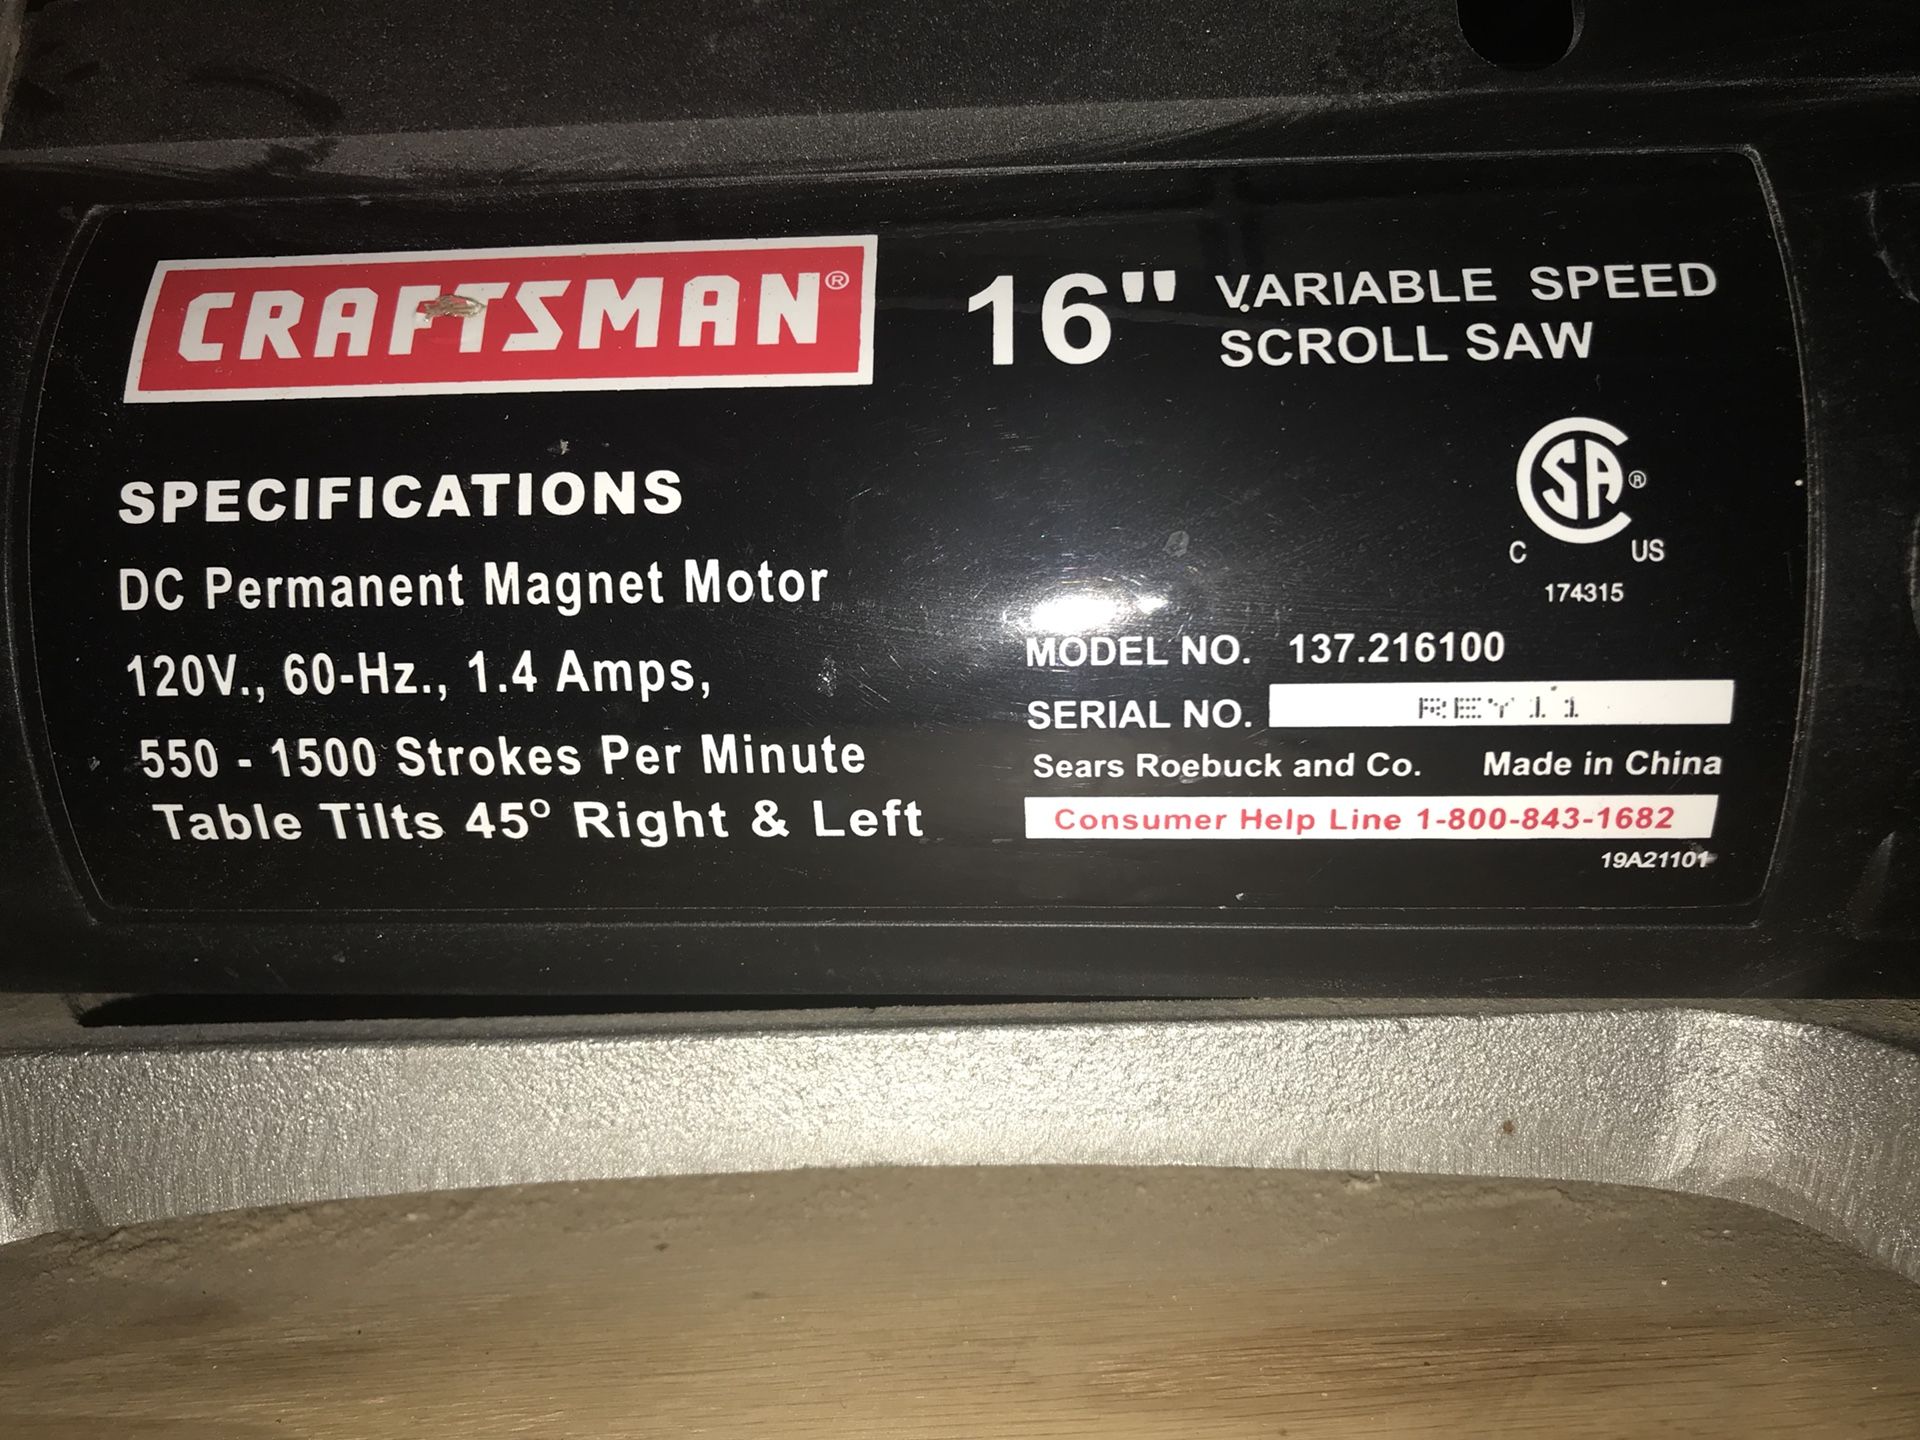 CRAFTSMAN®
16" VARIABLE SPEED
SCROLL SAW
SPECIFICATIONS
DC Permanent Magnet Motor
120V., 60-Hz., 1.4 Amps,
550 - 1500 Strokes Per Minute
Table Tilts 45° Right & Left
SA®
C US
174315
MODEL NO. 137.216100
SERIAL NO. REY11
Sears Roebuck and Co. Made in China
Consumer Help Line 1-800-843-1682
19A21101